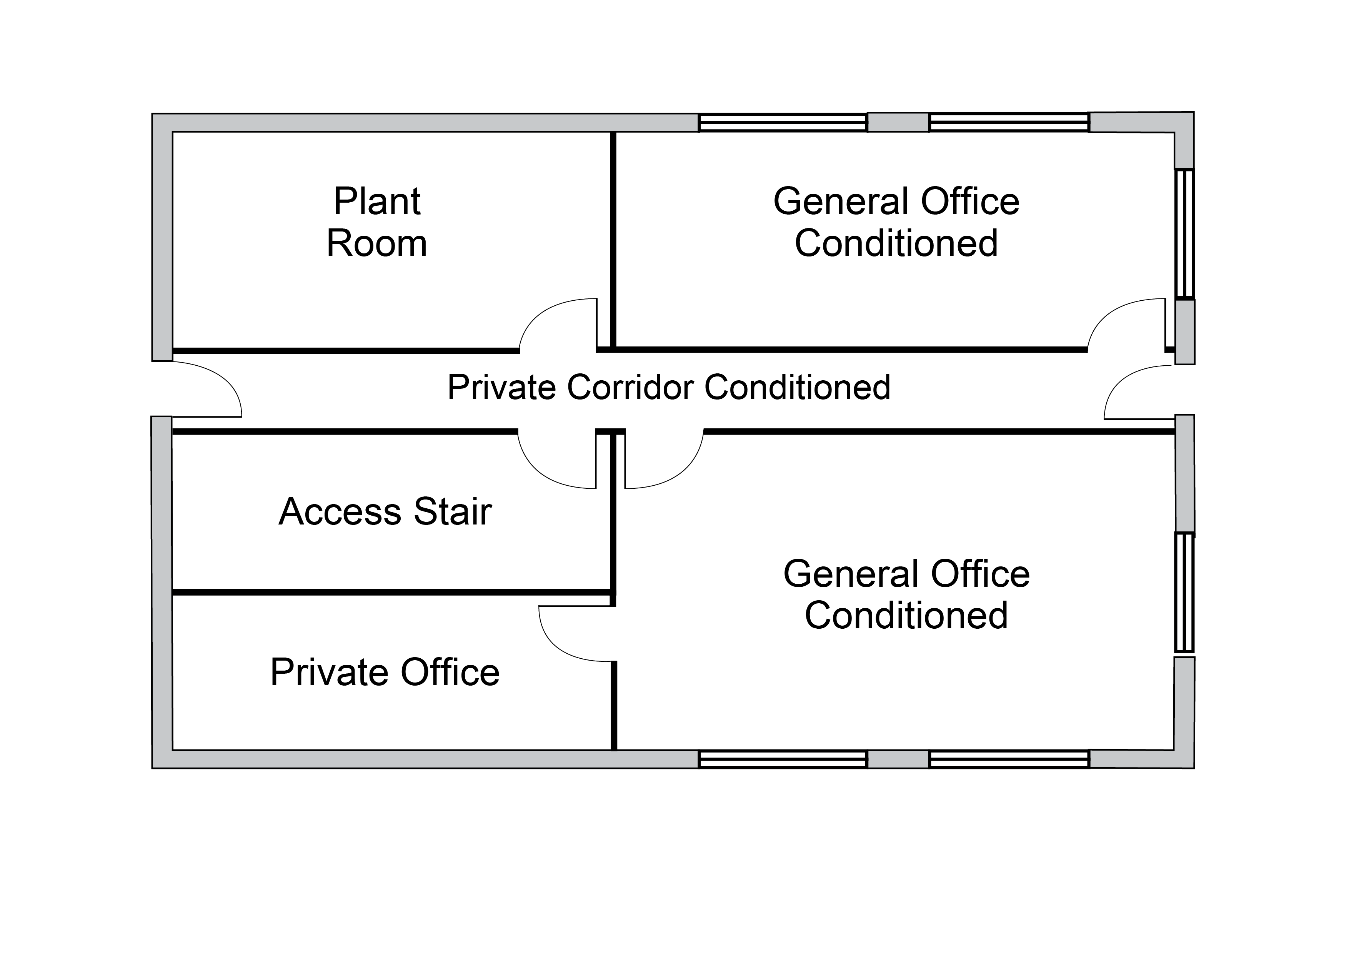 Plant
Room
General Office
Conditioned
Private Corridor Conditioned
Access Stair
General Office
Conditioned
Private Office